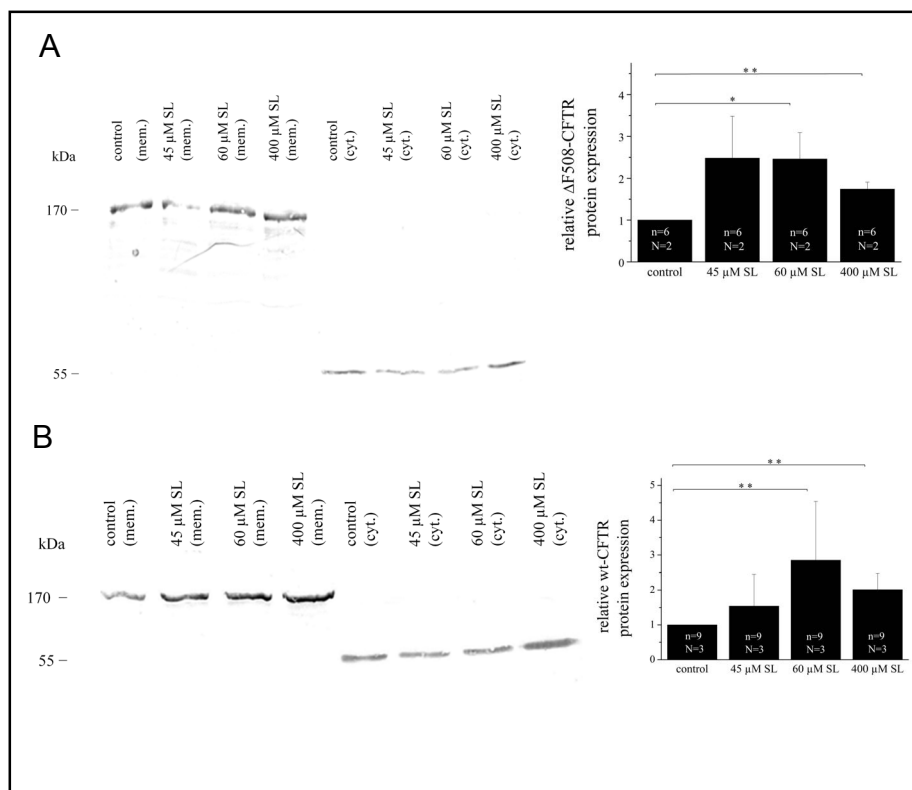 A
control
(mem.)
45 µM SL
(mem.)
60 µM SL
(mem.)
400 µM SL
(mem.)
control
(cyt.)
45 µM SL
(cyt.)
60 µM SL
(cyt.)
400 µM SL
(cyt.)
kDa
170 –
55 –
relative ΔF508-CFTR
protein expression
5
4
3
2
1
0
**
*
n=6
N=2
n=6
N=2
n=6
N=2
n=6
N=2
control
45 µM SL
60 µM SL
400 µM SL
B
control
(mem.)
45 µM SL
(mem.)
60 µM SL
(mem.)
400 µM SL
(mem.)
control
(cyt.)
45 µM SL
(cyt.)
60 µM SL
(cyt.)
400 µM SL
(cyt.)
kDa
170 –
55 –
relative wt-CFTR
protein expression
5
4
3
2
1
0
**
**
n=9
N=3
n=9
N=3
n=9
N=3
n=9
N=3
control
45 µM SL
60 µM SL
400 µM SL